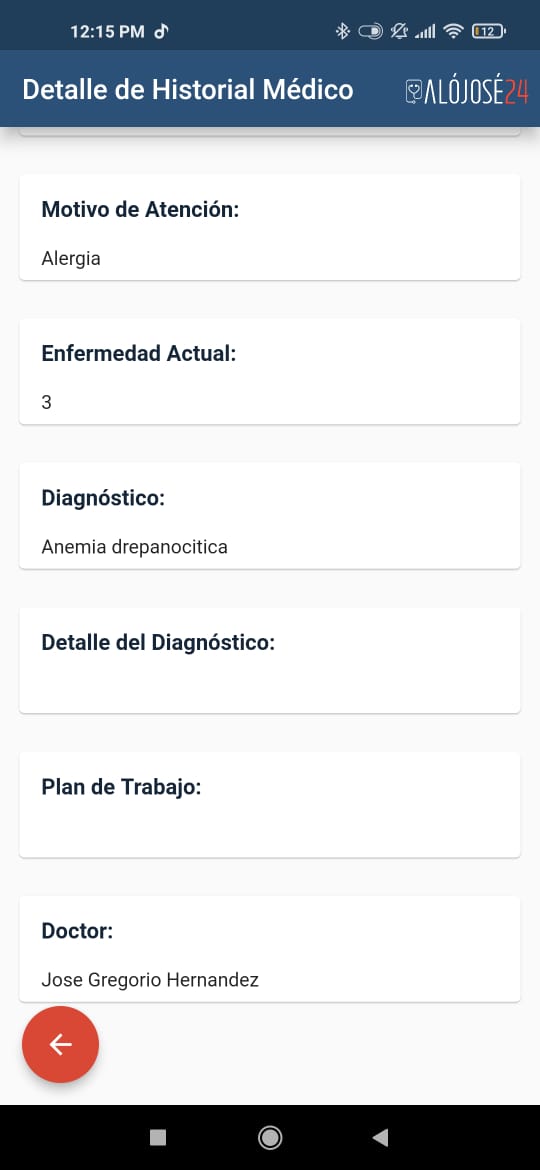 12:15 PM
12
Detalle de Historial Médico
ALÓJOSÉ24
Motivo de Atención:
Alergia
Enfermedad Actual:
3
Diagnóstico:
Anemia drepanocitica
Detalle del Diagnóstico:
Plan de Trabajo:
Doctor:
Jose Gregorio Hernandez